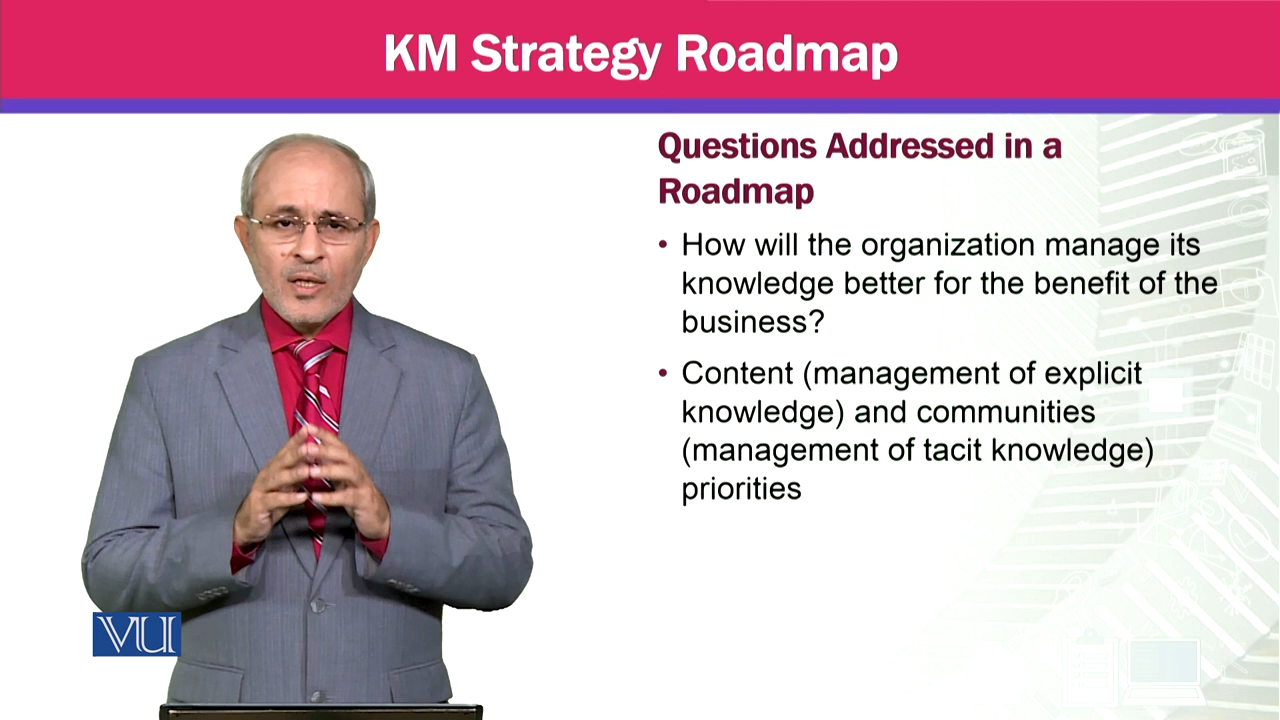 KM Strategy Roadmap
Questions Addressed in a
Roadmap
• How will the organization manage its
knowledge better for the benefit of the
business?
• Content (management of explicit
knowledge) and communities
(management of tacit knowledge)
priorities
VU